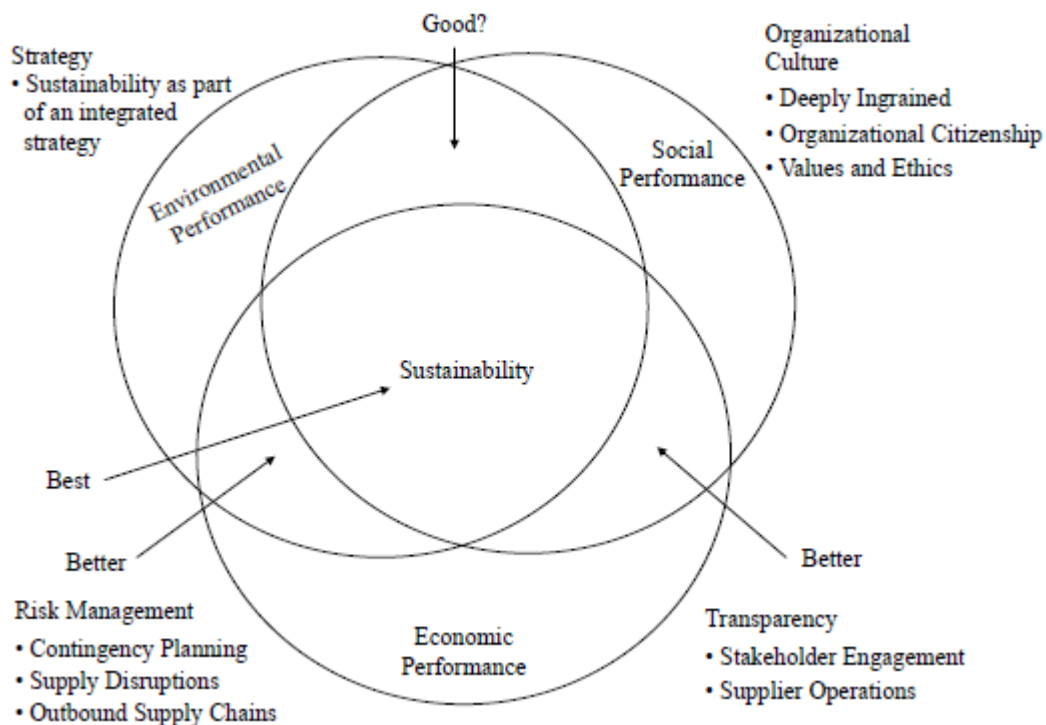 Good?
Strategy
• Sustainability as part
of an integrated
strategy
Organizational
Culture
• Deeply Ingrained
• Organizational Citizenship
• Values and Ethics
Environmental
Performance
Social
Performance
Sustainability
Best
Better
Better
Risk Management
• Contingency Planning
• Supply Disruptions
• Outbound Supply Chains
Economic
Performance
Transparency
• Stakeholder Engagement
• Supplier Operations